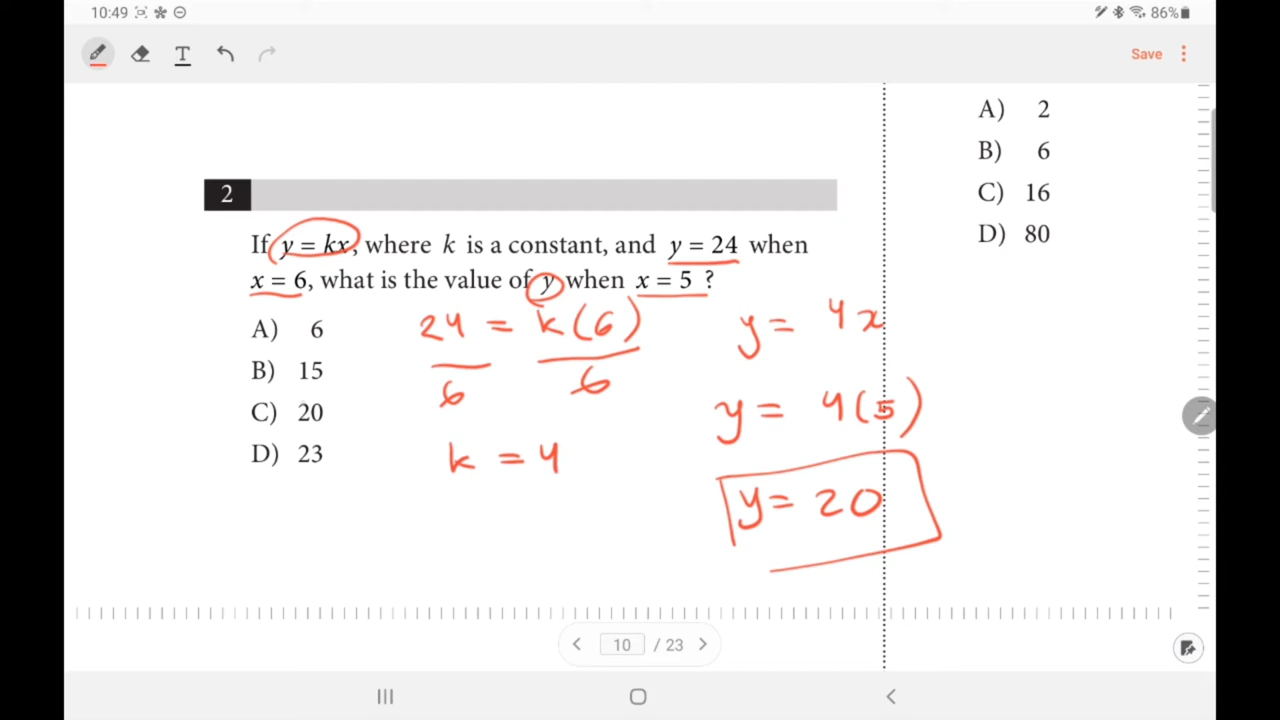 10:49
86%
T
Save
2
If y = kx, where k is a constant, and y = 24 when
x = 6, what is the value of y when x = 5 ?
A) 6
B) 15
C) 20
D) 23
24 = k(6)
6 6
k = 4
y = 4x
y = 4(5)
y = 20
A) 2
B) 6
C) 16
D) 80
10 / 23